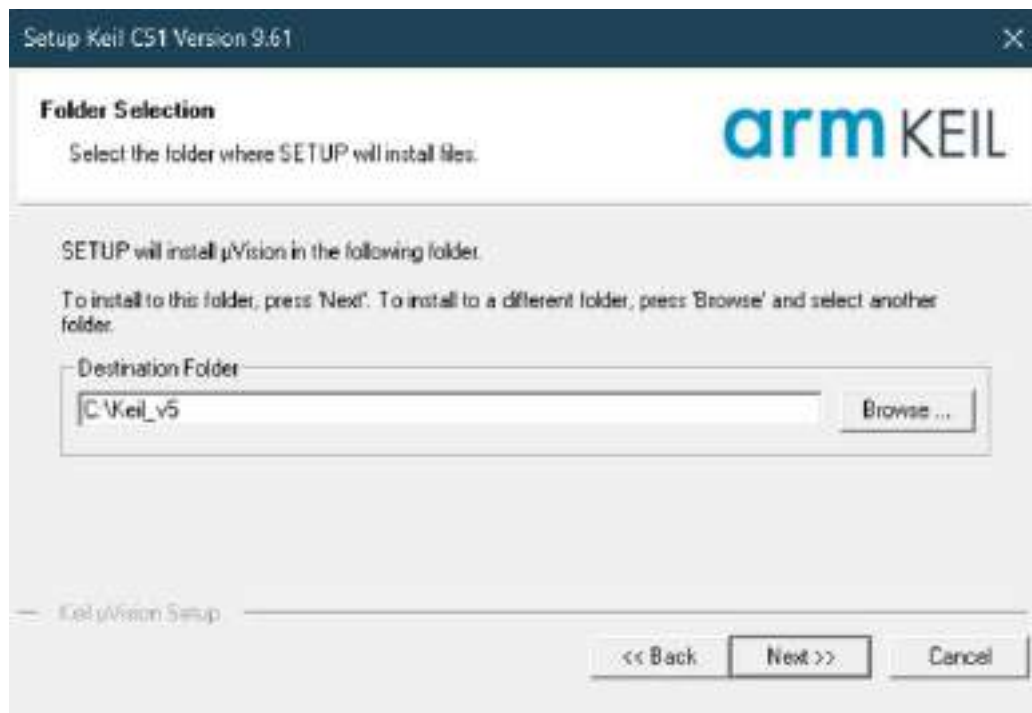 Setup Keil C51 Version 9.61
Folder Selection
Select the folder where SETUP will install files.
arm KEIL
SETUP will install µVision in the following folder.
To install to this folder, press 'Next'. To install to a different folder, press 'Browse' and select another
folder.
Destination Folder
C:\Keil_v5
Browse ...
Keil µVision Setup
<< Back
Next >>
Cancel